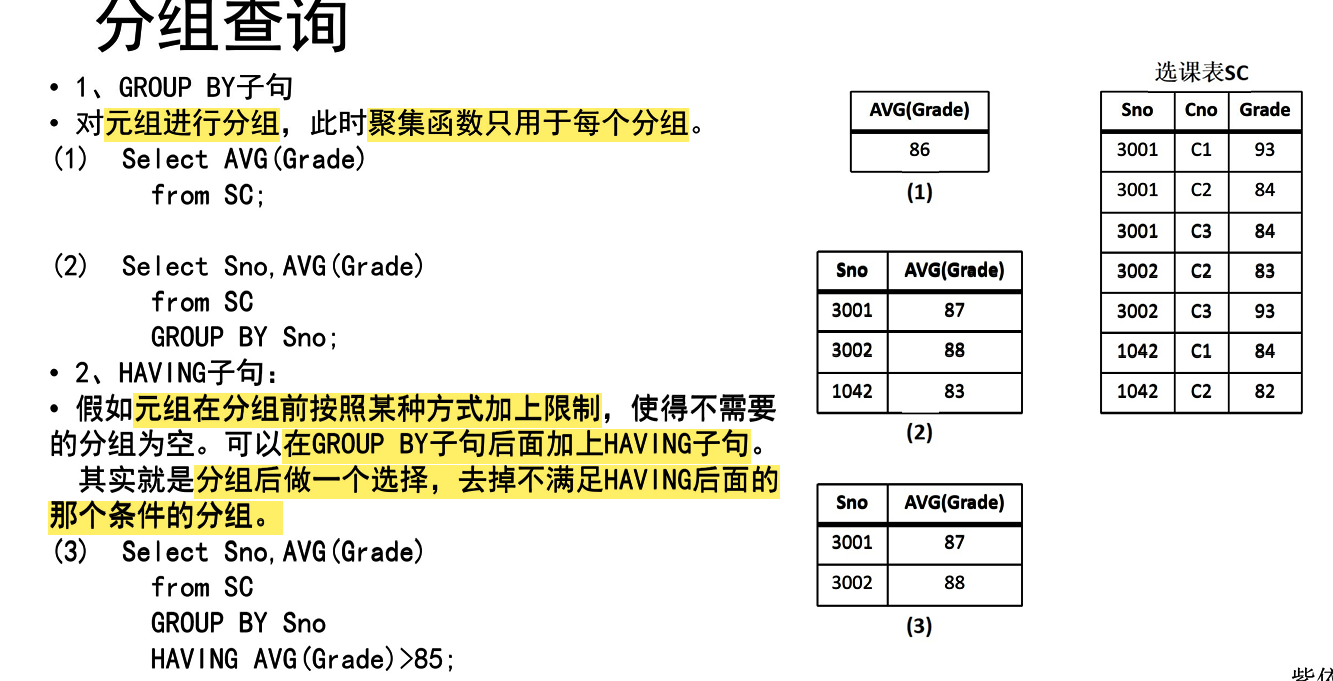 分组查询
• 1、GROUP BY子句
• 对元组进行分组，此时聚集函数只用于每个分组。
(1) Select AVG(Grade)
from SC;
(2) Select Sno,AVG(Grade)
from SC
GROUP BY Sno;
• 2、HAVING子句：
• 假如元组在分组前按照某种方式加上限制，使得不需要
的分组为空。可以在GROUP BY子句后面加上HAVING子句。
其实就是分组后做一个选择，去掉不满足HAVING后面的
那个条件的分组。
(3) Select Sno,AVG(Grade)
from SC
GROUP BY Sno
HAVING AVG(Grade)>85;
AVG(Grade)
86
(1)
Sno AVG(Grade)
3001 87
3002 88
1042 83
(2)
Sno AVG(Grade)
3001 87
3002 88
(3)
选课表SC
Sno Cno Grade
3001 C1 93
3001 C2 84
3001 C3 84
3002 C2 83
3002 C3 93
1042 C1 84
1042 C2 82